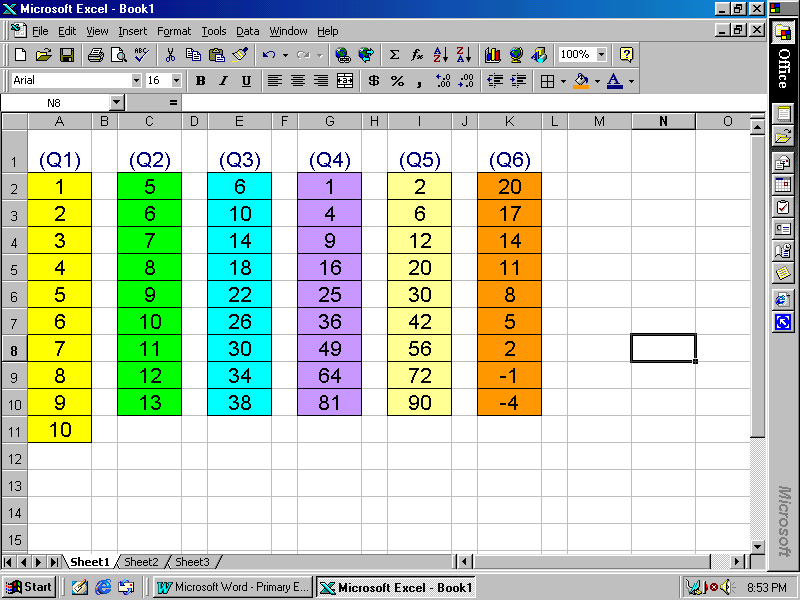 Microsoft Excel - Book1
File Edit View Insert Format Tools Data Window Help
100%
Arial 16 B I U $ % ,
N8 =
A B C D E F G H I J K L M N O
1 (Q1) (Q2) (Q3) (Q4) (Q5) (Q6)
2 1 5 6 1 2 20
3 2 6 10 4 6 17
4 3 7 14 9 12 14
5 4 8 18 16 20 11
6 5 9 22 25 30 8
7 6 10 26 36 42 5
8 7 11 30 49 56 2
9 8 12 34 64 72 -1
10 9 13 38 81 90 -4
11 10
12
13
14
15
Sheet1 Sheet2 Sheet3
Start Microsoft Word - Primary E... Microsoft Excel - Book1 8:53 PM
Office
Microsoft